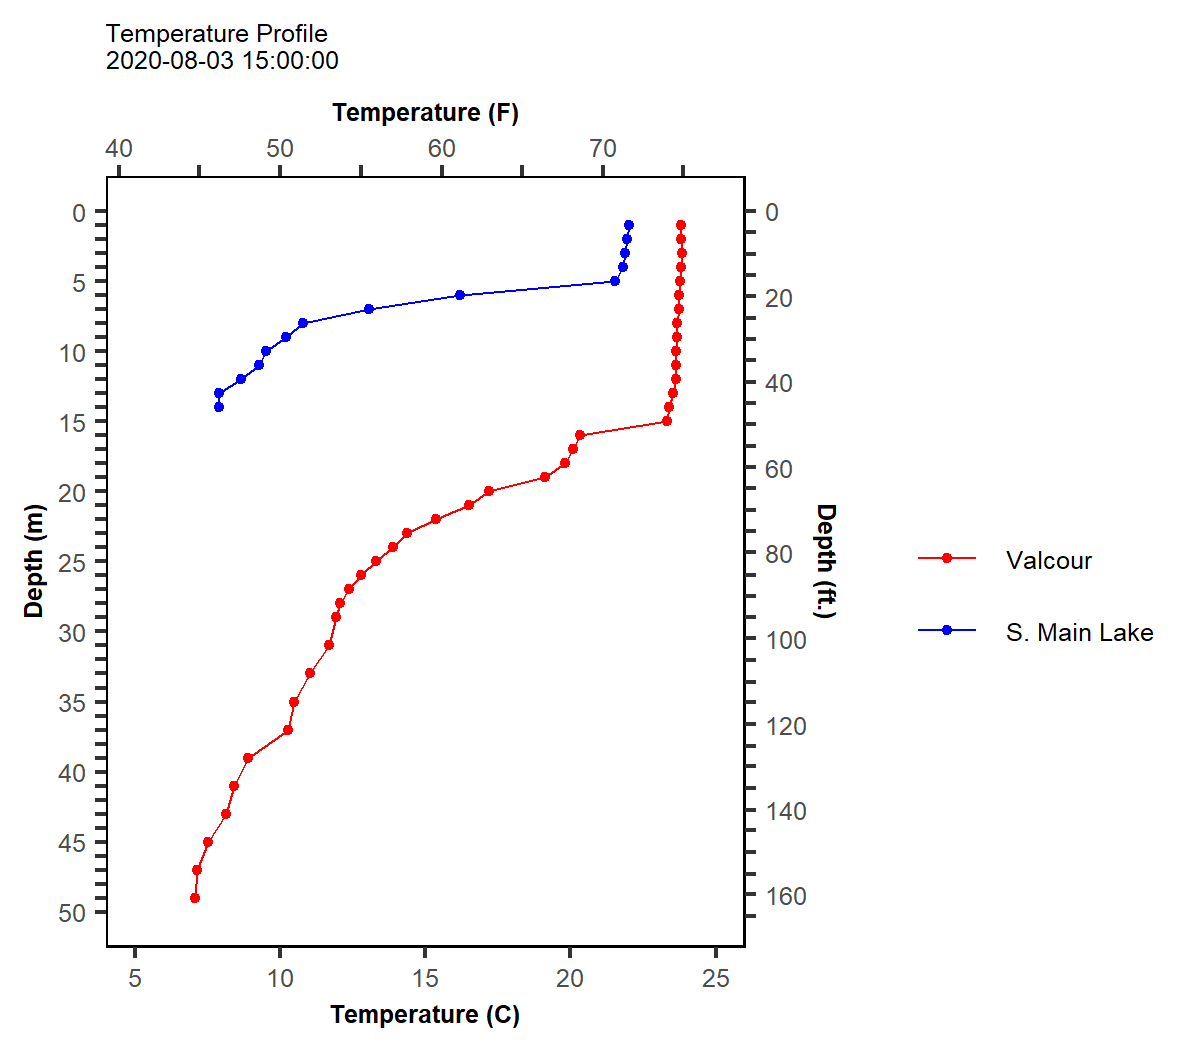 Temperature Profile
2020-08-03 15:00:00
Temperature (F)
40 50 60 70
0
5
10
15
20
25
30
35
40
45
50
Depth (m)
0
20
40
60
80
100
120
140
160
Depth (ft.)
Valcour
S. Main Lake
5 10 15 20 25
Temperature (C)